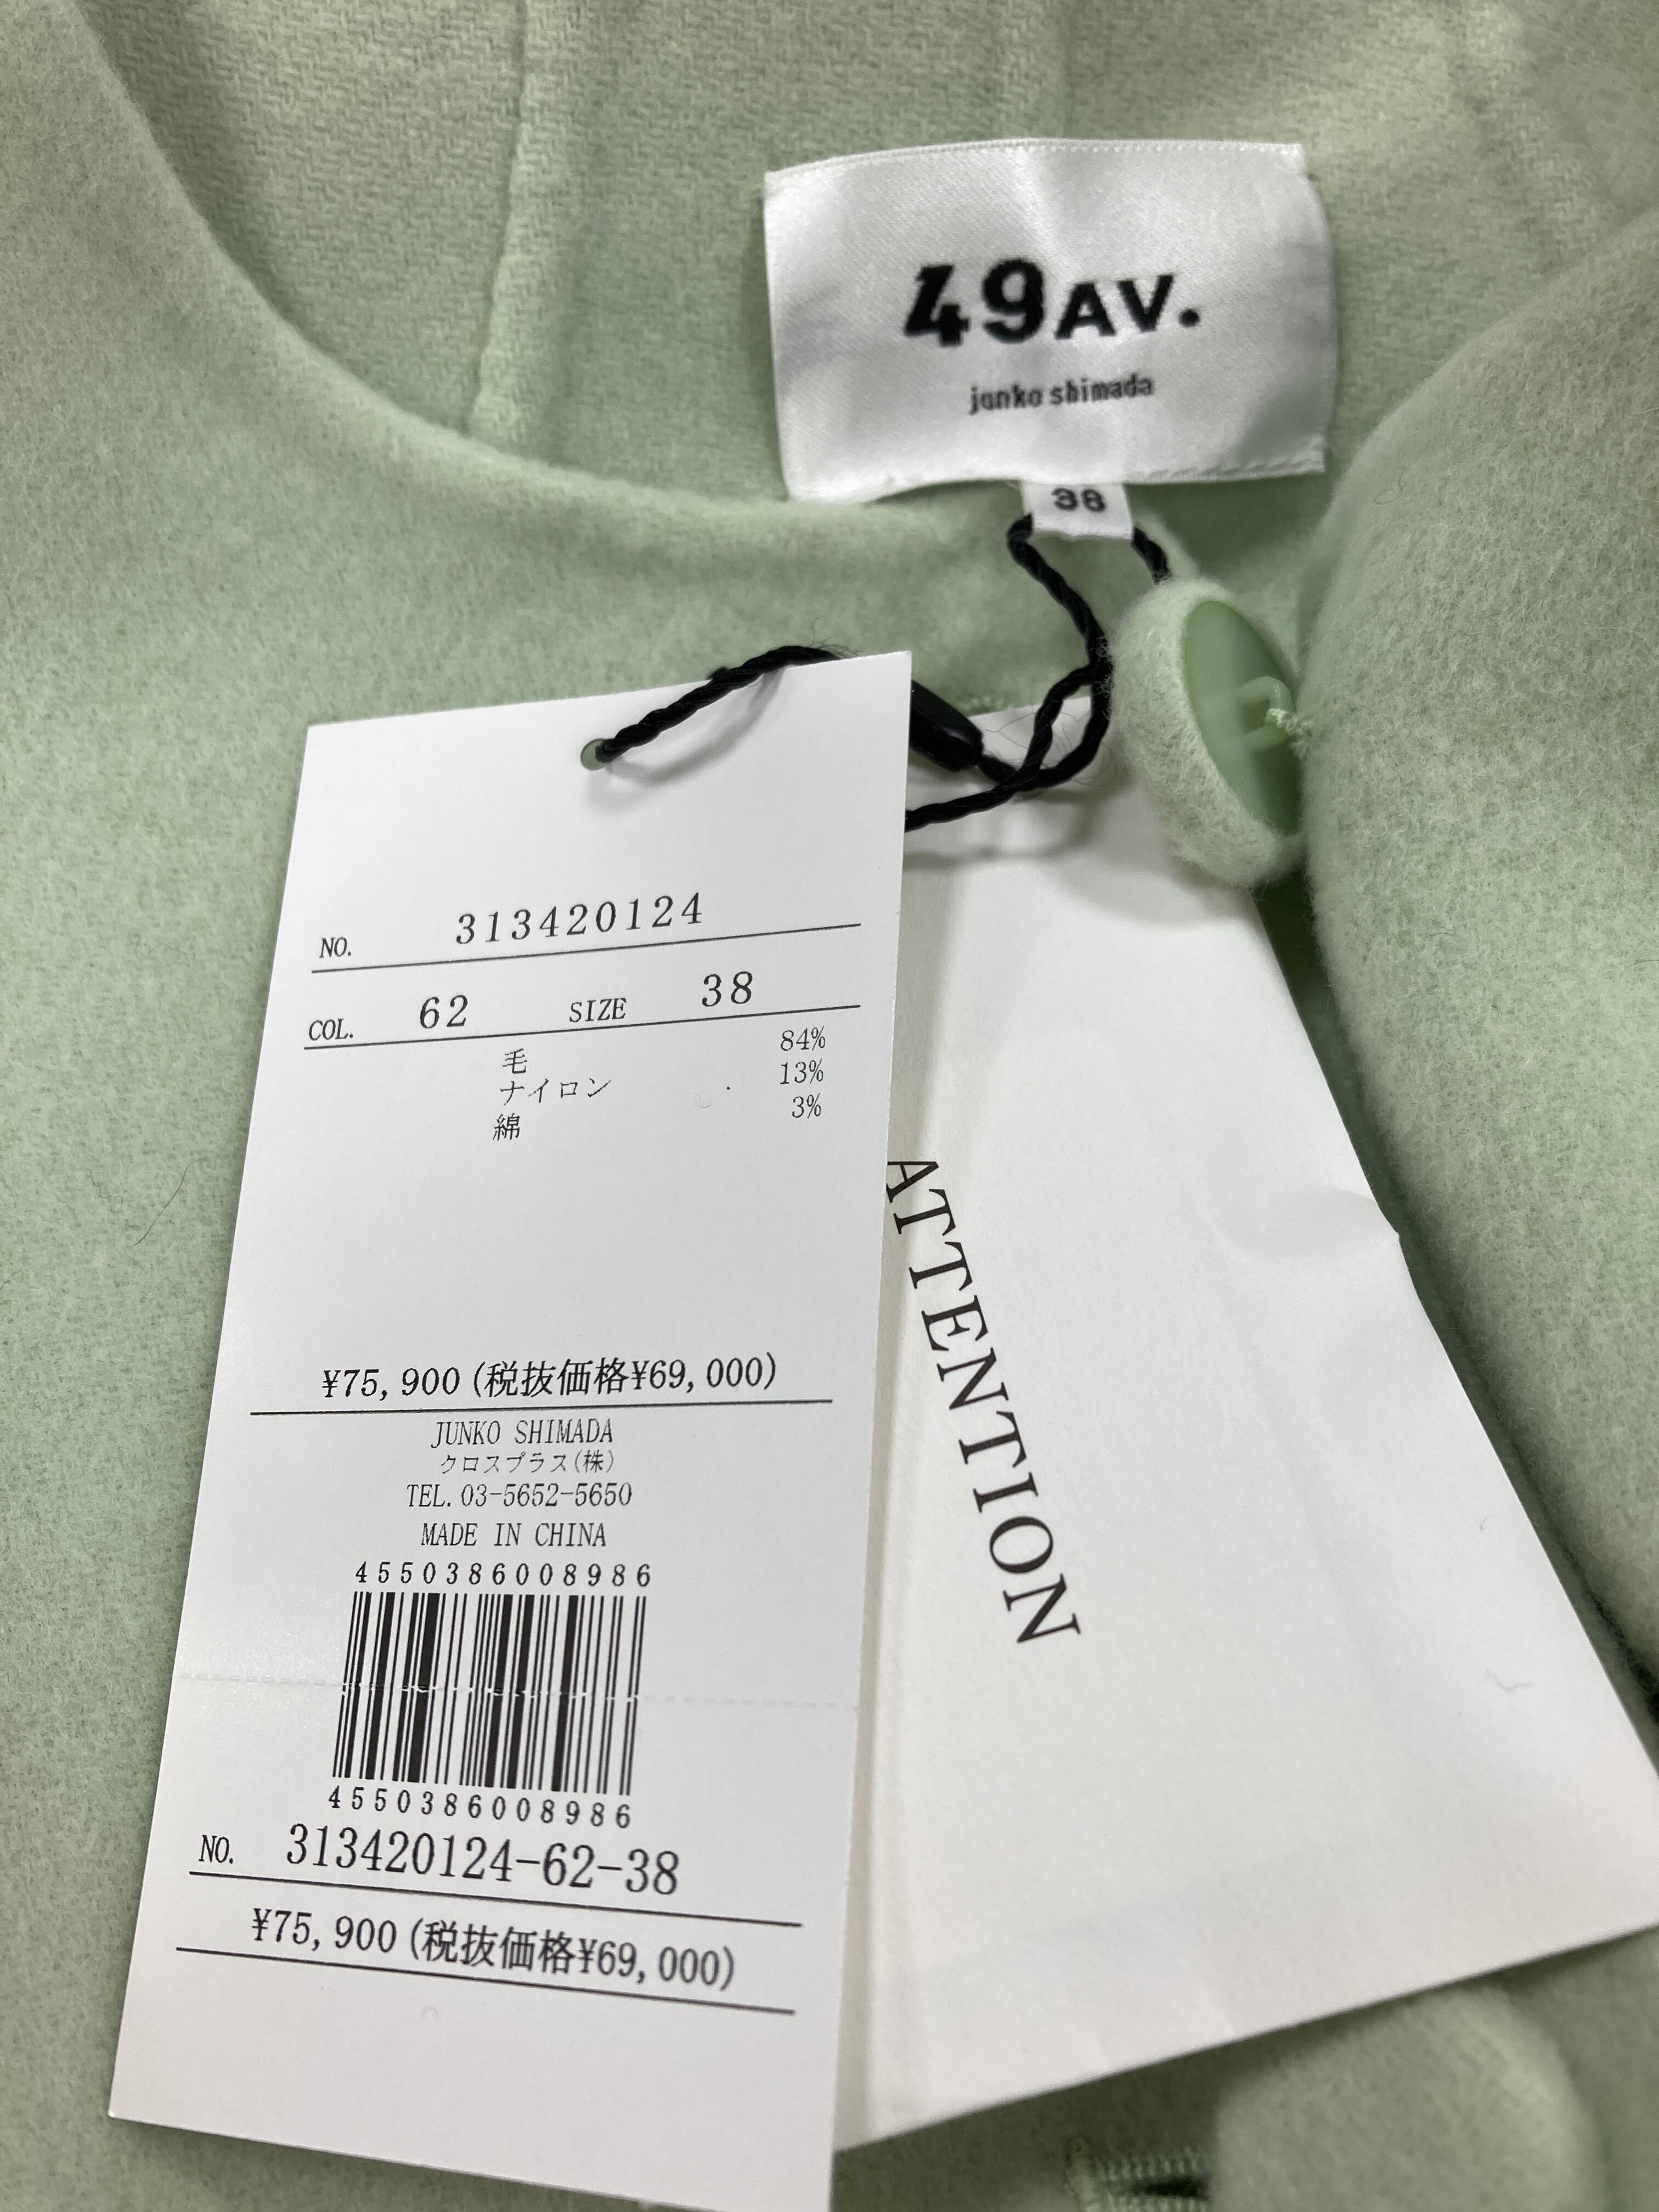 49AV.
junko shimada
38
NO. 313420124
COL. 62 SIZE 38
毛 84%
ナイロン 13%
綿 3%
¥75,900(税抜価格¥69,000)
JUNKO SHIMADA
クロスプラス(株)
TEL.03-5652-5650
MADE IN CHINA
4550386008986
4550386008986
NO. 313420124-62-38
¥75,900(税抜価格¥69,000)
ATTENTION